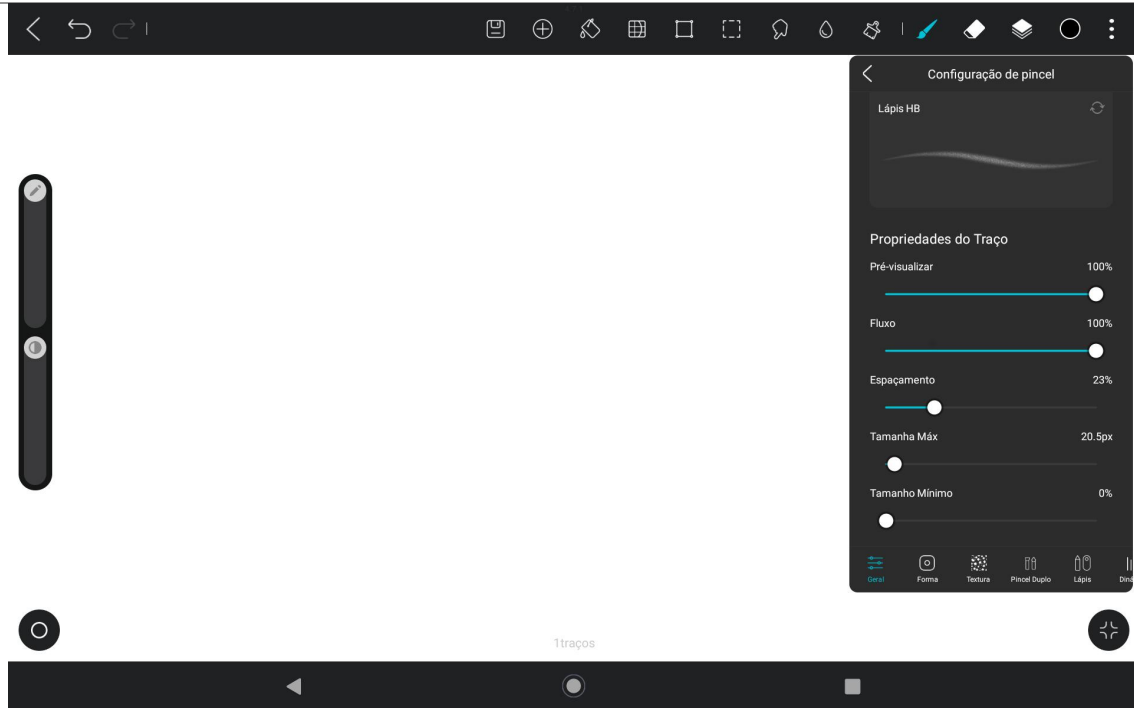 Configuração de pincel
Lápis HB
Propriedades do Traço
Pré-visualizar 100%
Fluxo 100%
Espaçamento 23%
Tamanha Máx 20.5px
Tamanho Mínimo 0%
Geral Forma Textura Pincel Duplo Lápis Diná
1traços